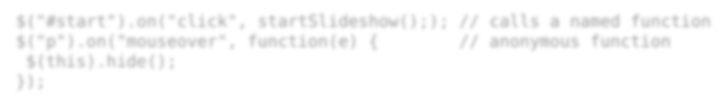 $("#start").on("click", startSlideshow();); // calls a named function
$("p").on("mouseover", function(e) { // anonymous function
$(this).hide();
});